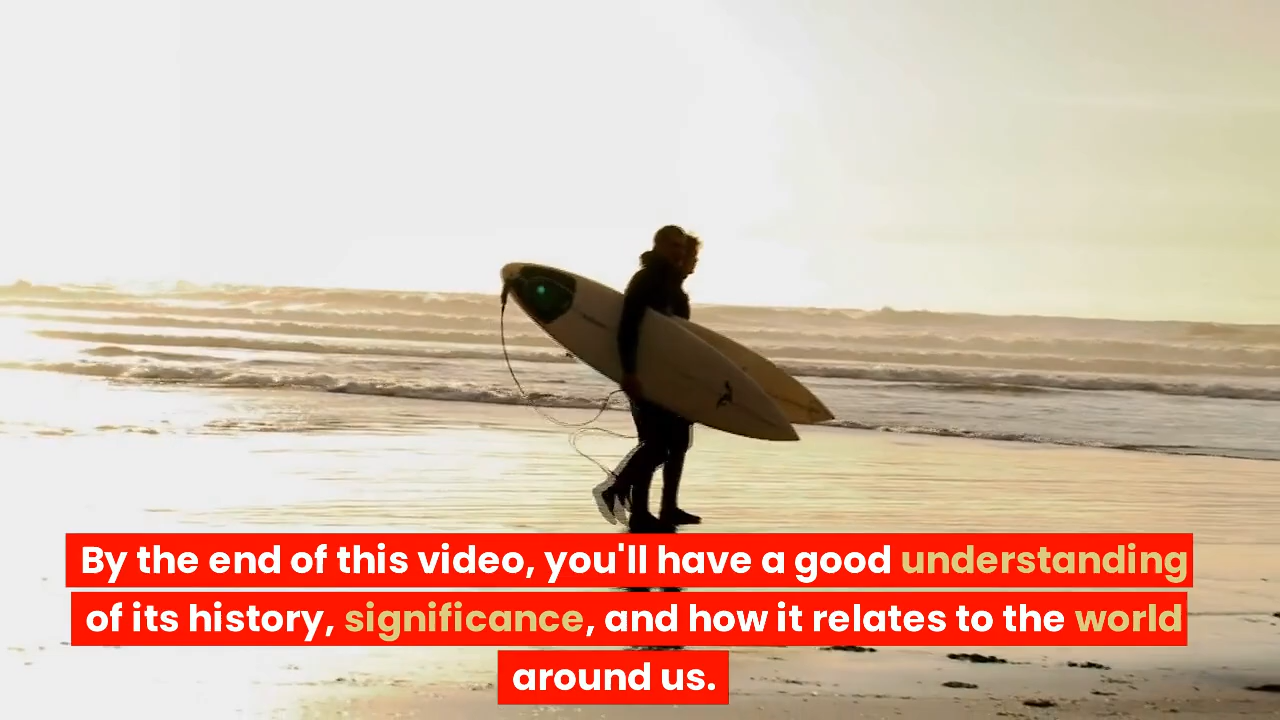 By the end of this video, you'll have a good understanding
of its history, significance, and how it relates to the world
around us.